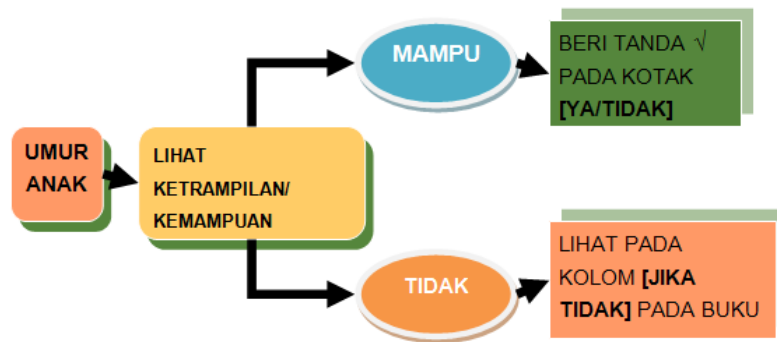 UMUR
ANAK
LIHAT
KETRAMPILAN/
KEMAMPUAN
MAMPU
BERI TANDA √
PADA KOTAK
[YA/TIDAK]
TIDAK
LIHAT PADA
KOLOM [JIKA
TIDAK] PADA BUKU